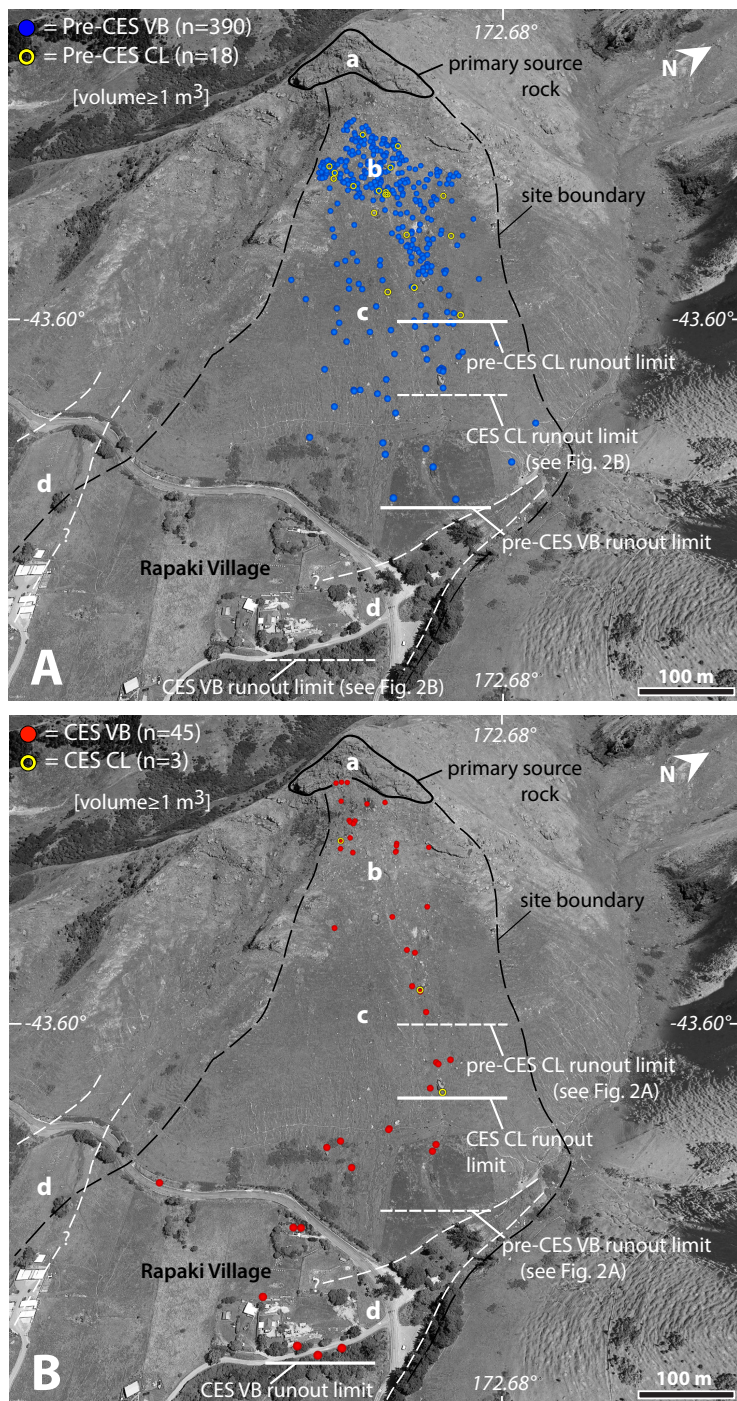 = Pre-CES VB (n=390)
= Pre-CES CL (n=18)
[volume≥1 m³]
172.68°
a
primary source
rock
N
b
site boundary
-43.60°
-43.60°
c
pre-CES CL runout limit
CES CL runout limit
(see Fig. 2B)
d
?
pre-CES VB runout limit
Rapaki Village
?
d
CES VB runout limit (see Fig. 2B)
172.68°
100 m
A
= CES VB (n=45)
= CES CL (n=3)
[volume≥1 m³]
172.68°
a
primary source
rock
N
b
site boundary
-43.60°
-43.60°
c
pre-CES CL runout limit
(see Fig. 2A)
CES CL runout
limit
d
?
pre-CES VB runout limit
(see Fig. 2A)
Rapaki Village
?
d
CES VB runout limit
172.68°
100 m
B